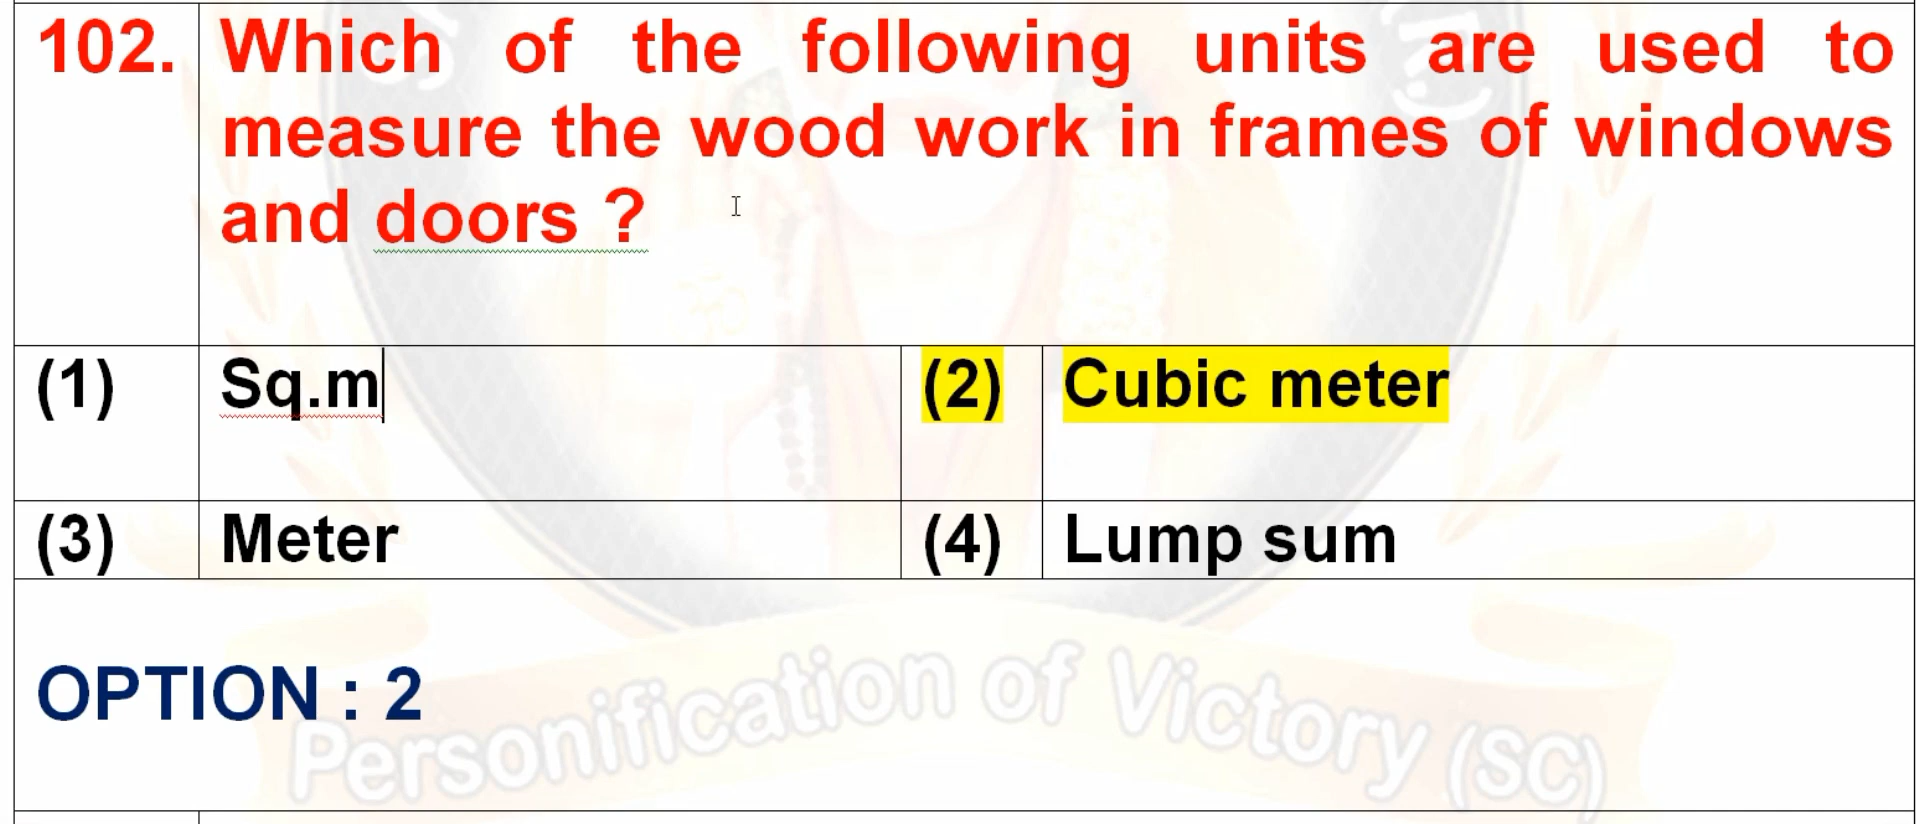 102. Which of the following units are used to
measure the wood work in frames of windows
and doors ?
(1) Sq.m (2) Cubic meter
(3) Meter (4) Lump sum
OPTION : 2
Personification of Victory (SC)